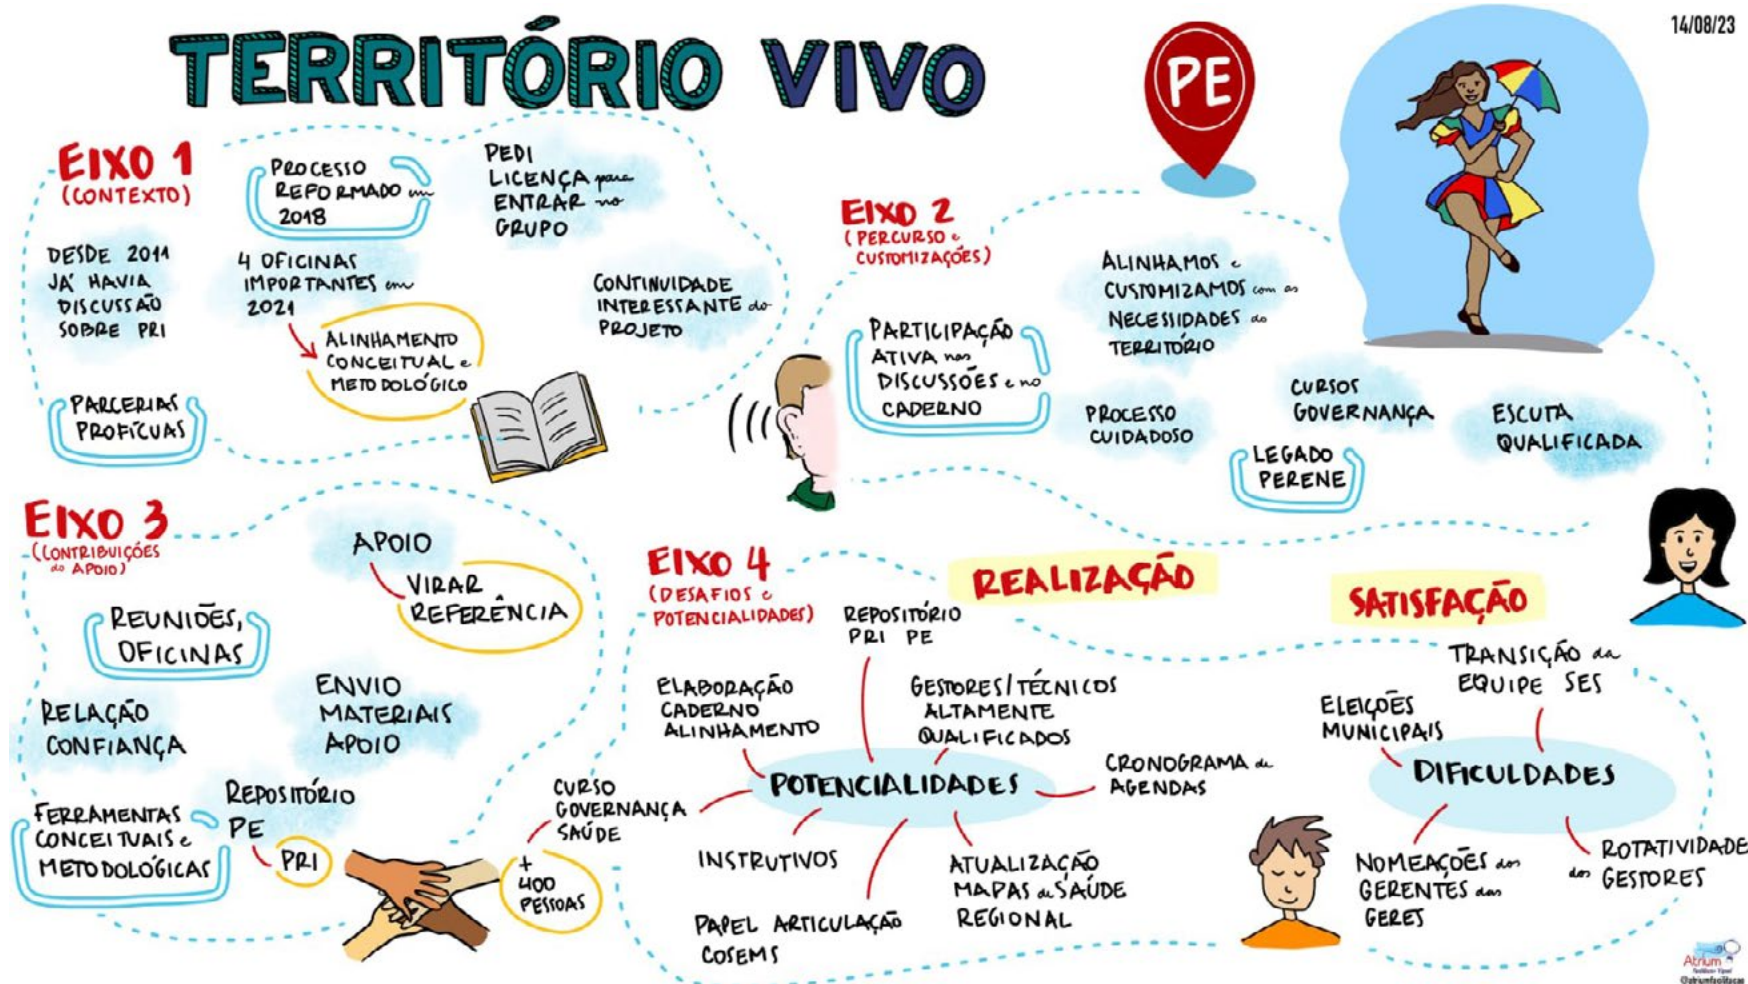 14/08/23
TERRITÓRIO VIVO
PE
EIXO 1
(CONTEXTO)
PROCESSO
REFORMADO em
2018
PEDI
LICENÇA para
ENTRAR no
GRUPO
DESDE 2011
JÁ HAVIA
DISCUSSÃO
SOBRE PRI
4 OFICINAS
IMPORTANTES em
2021
ALINHAMENTO
CONCEITUAL e
METODOLÓGICO
CONTINUIDADE
INTERESSANTE do
PROJETO
PARCERIAS
PROFÍCUAS
EIXO 2
(PERCURSO e
CUSTOMIZAÇÕES)
PARTICIPAÇÃO
ATIVA nas
DISCUSSÕES e no
CADERNO
ALINHAMOS e
CUSTOMIZAMOS com as
NECESSIDADES do
TERRITÓRIO
PROCESSO
CUIDADOSO
CURSOS
GOVERNANÇA
LEGADO
PERENE
ESCUTA
QUALIFICADA
EIXO 3
(CONTRIBUIÇÕES
do APOIO)
APOIO
VIRAR
REFERÊNCIA
REUNIÕES,
OFICINAS
RELAÇÃO
CONFIANÇA
ENVIO
MATERIAIS
APOIO
FERRAMENTAS
CONCEITUAIS e
METODOLÓGICAS
REPOSITÓRIO
PE
PRI
EIXO 4
(DESAFIOS e
POTENCIALIDADES)
REALIZAÇÃO
SATISFAÇÃO
REPOSITÓRIO
PRI PE
ELABORAÇÃO
CADERNO
ALINHAMENTO
GESTORES/TÉCNICOS
ALTAMENTE
QUALIFICADOS
POTENCIALIDADES
CRONOGRAMA de
AGENDAS
CURSO
GOVERNANÇA
SAÚDE
+
400
PESSOAS
INSTRUTIVOS
PAPEL ARTICULAÇÃO
COSEMS
ATUALIZAÇÃO
MAPAS de SAÚDE
REGIONAL
TRANSIÇÃO da
EQUIPE SES
ELEIÇÕES
MUNICIPAIS
DIFICULDADES
NOMEAÇÕES dos
GERENTES das
GERES
ROTATIVIDADE
dos GESTORES
Atrium
@atriumfacilitacao